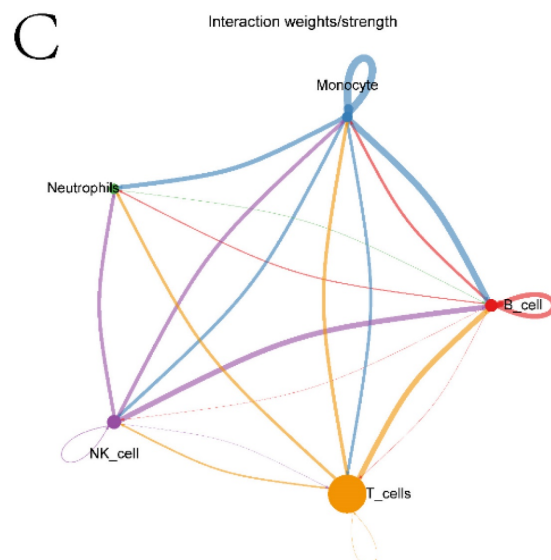 C
Interaction weights/strength
Monocyte
Neutrophils
B_cell
NK_cell
T_cells